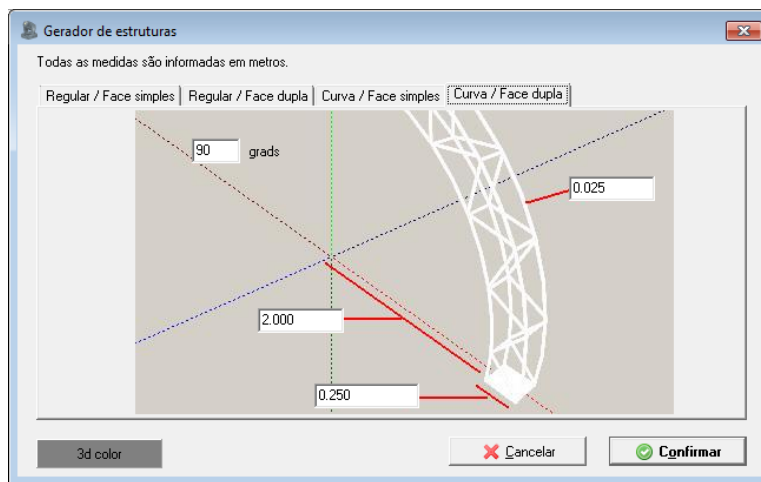 Gerador de estruturas
Todas as medidas são informadas em metros.
Regular / Face simples Regular / Face dupla Curva / Face simples Curva / Face dupla
90 grads
0.025
2.000
0.250
3d color Cancelar Confirmar